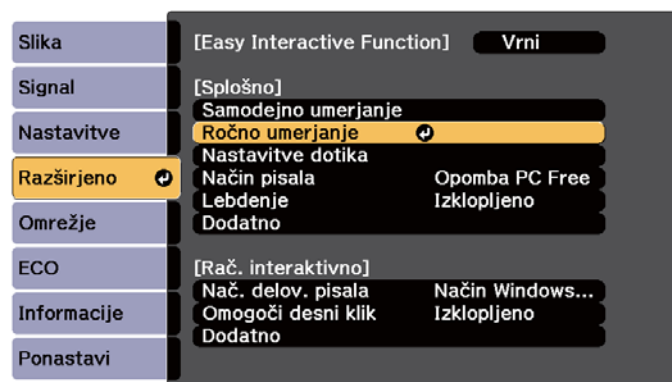 Slika
Signal
Nastavitve
Razširjeno
Omrežje
ECO
Informacije
Ponastavi
[Easy Interactive Function] Vrni
[Splošno]
Samodejno umerjanje
Ročno umerjanje
Nastavitve dotika
Način pisala Opomba PC Free
Lebdenje Izklopljeno
Dodatno
[Rač. interaktivno]
Nač. delov. pisala Način Windows...
Omogoči desni klik Izklopljeno
Dodatno